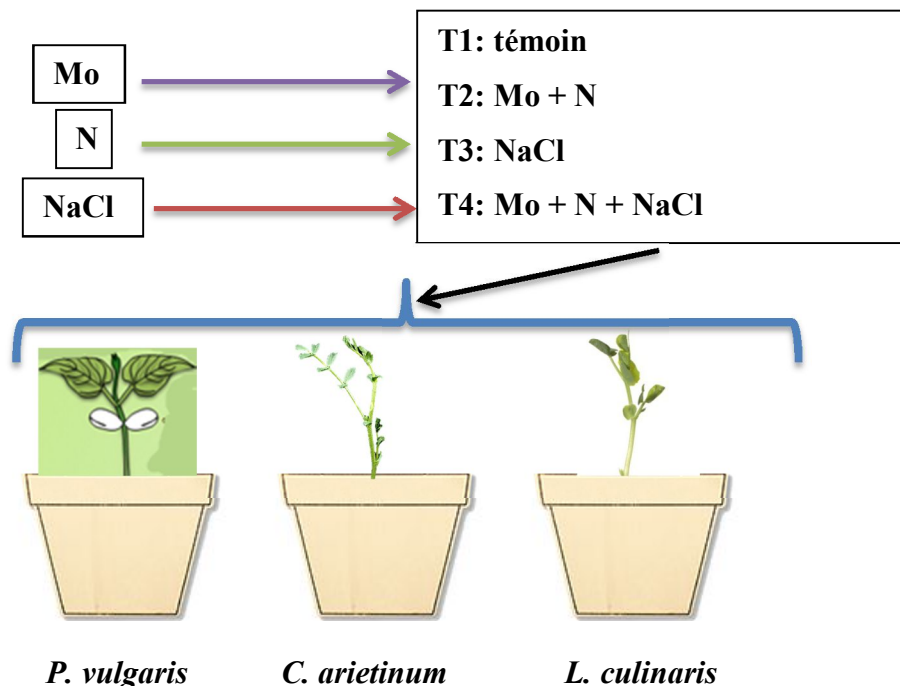 Mo
N
NaCl
T1: témoin
T2: Mo + N
T3: NaCl
T4: Mo + N + NaCl
P. vulgaris
C. arietinum
L. culinaris